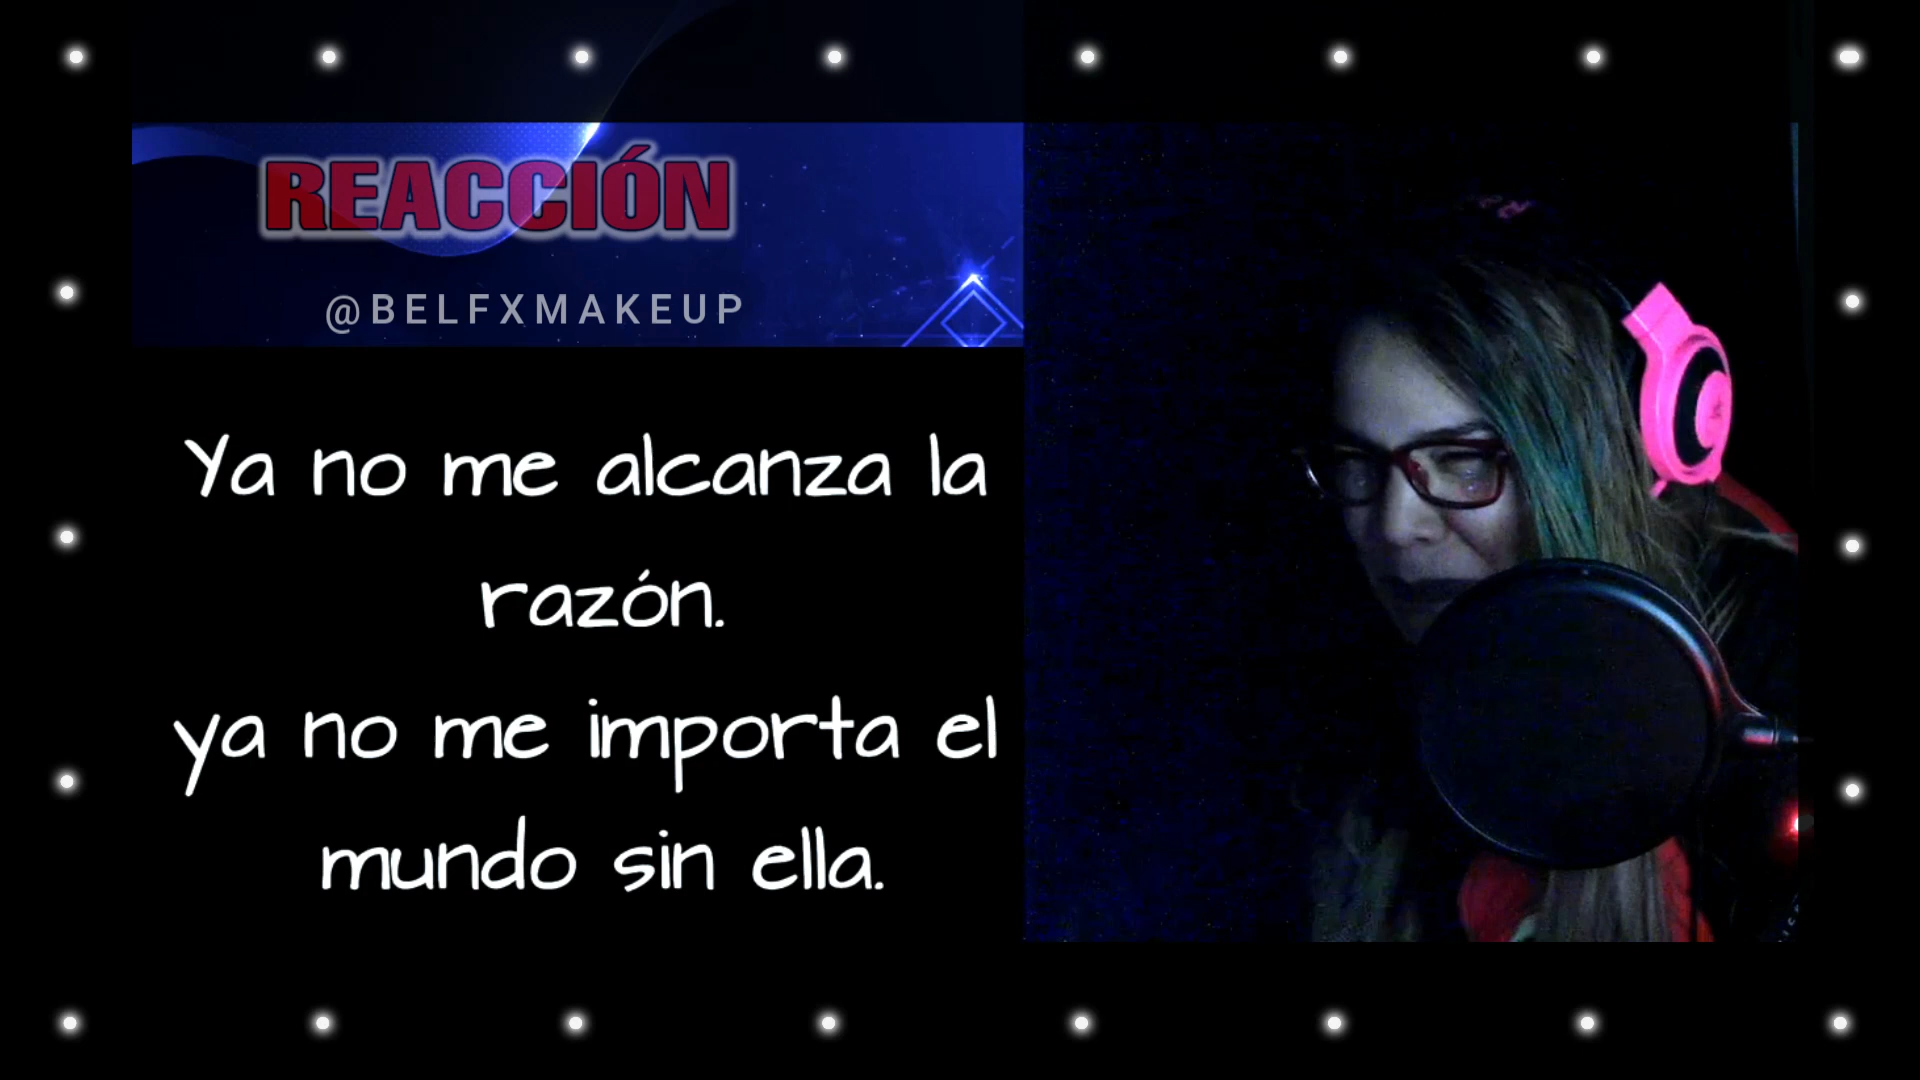 REACCIÓN
@BELFXMAKEUP
Ya no me alcanza la
razón.
ya no me importa el
mundo sin ella.